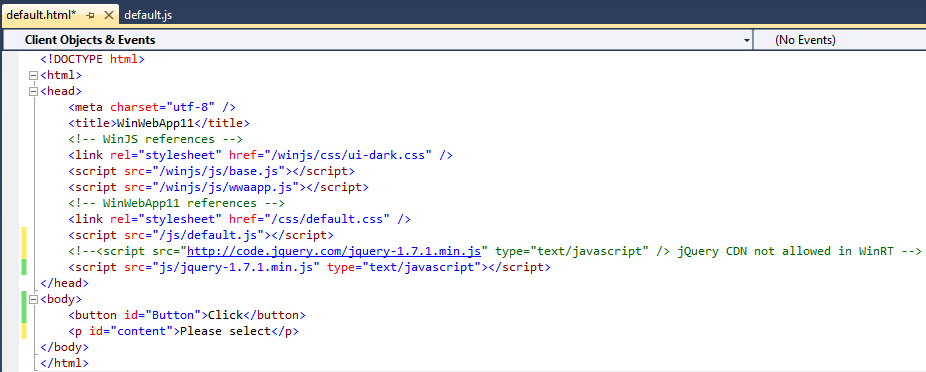 default.html* default.js
Client Objects & Events (No Events)
<!DOCTYPE html>
<html>
<head>
<meta charset="utf-8" />
<title>WinWebApp11</title>
<!-- WinJS references -->
<link rel="stylesheet" href="/winjs/css/ui-dark.css" />
<script src="/winjs/js/base.js"></script>
<script src="/winjs/js/wwaapp.js"></script>
<!-- WinWebApp11 references -->
<link rel="stylesheet" href="/css/default.css" />
<script src="/js/default.js"></script>
<!--<script src="http://code.jquery.com/jquery-1.7.1.min.js" type="text/javascript" /> jQuery CDN not allowed in WinRT -->
<script src="js/jquery-1.7.1.min.js" type="text/javascript"></script>
</head>
<body>
<button id="Button">Click</button>
<p id="content">Please select</p>
</body>
</html>